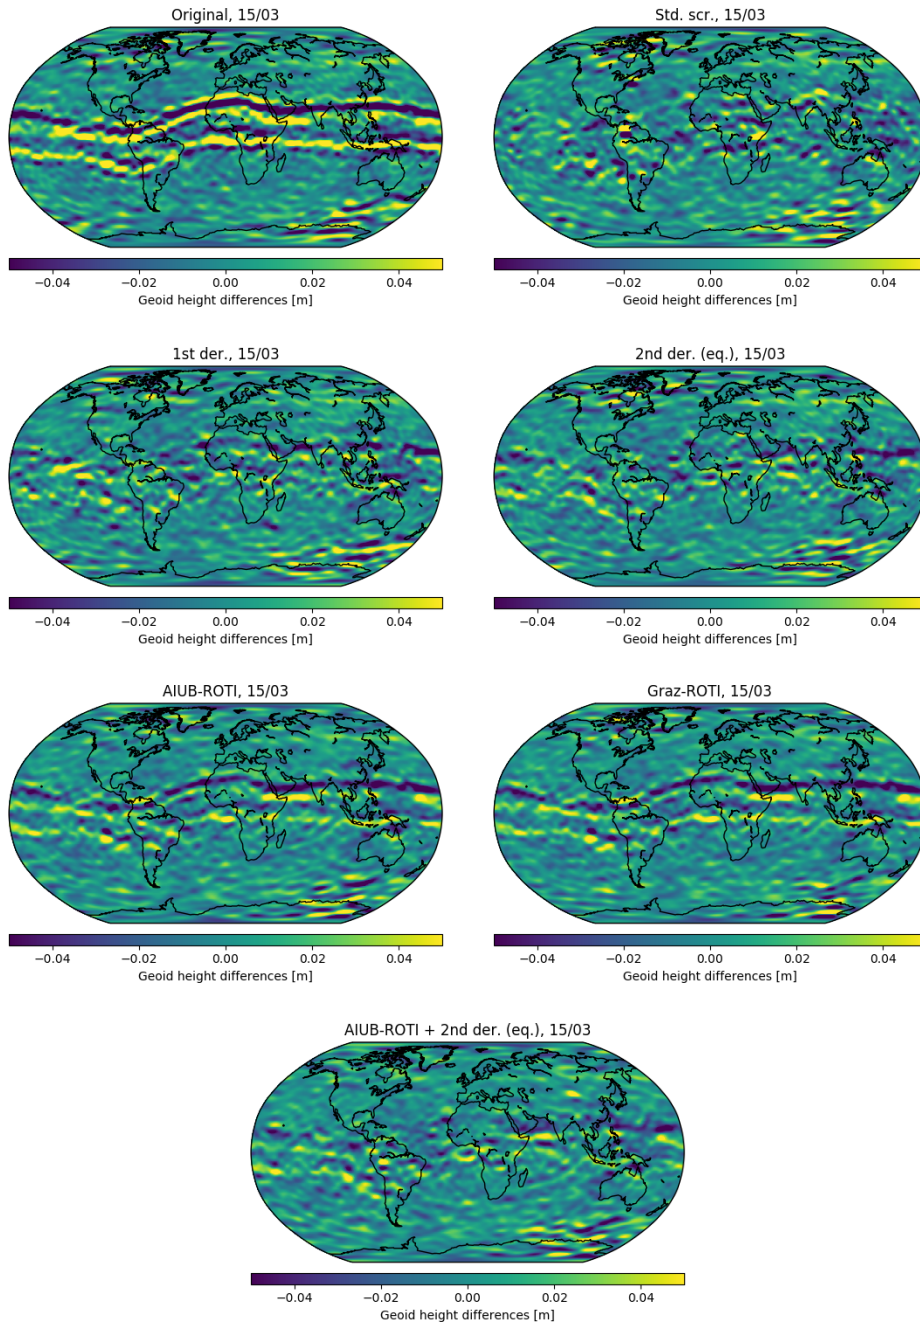 Original, 15/03
Std. scr., 15/03
−0.04 −0.02 0.00 0.02 0.04
−0.04 −0.02 0.00 0.02 0.04
Geoid height differences [m]
Geoid height differences [m]
1st der., 15/03
2nd der. (eq.), 15/03
−0.04 −0.02 0.00 0.02 0.04
−0.04 −0.02 0.00 0.02 0.04
Geoid height differences [m]
Geoid height differences [m]
AIUB-ROTI, 15/03
Graz-ROTI, 15/03
−0.04 −0.02 0.00 0.02 0.04
−0.04 −0.02 0.00 0.02 0.04
Geoid height differences [m]
Geoid height differences [m]
AIUB-ROTI + 2nd der. (eq.), 15/03
−0.04 −0.02 0.00 0.02 0.04
Geoid height differences [m]